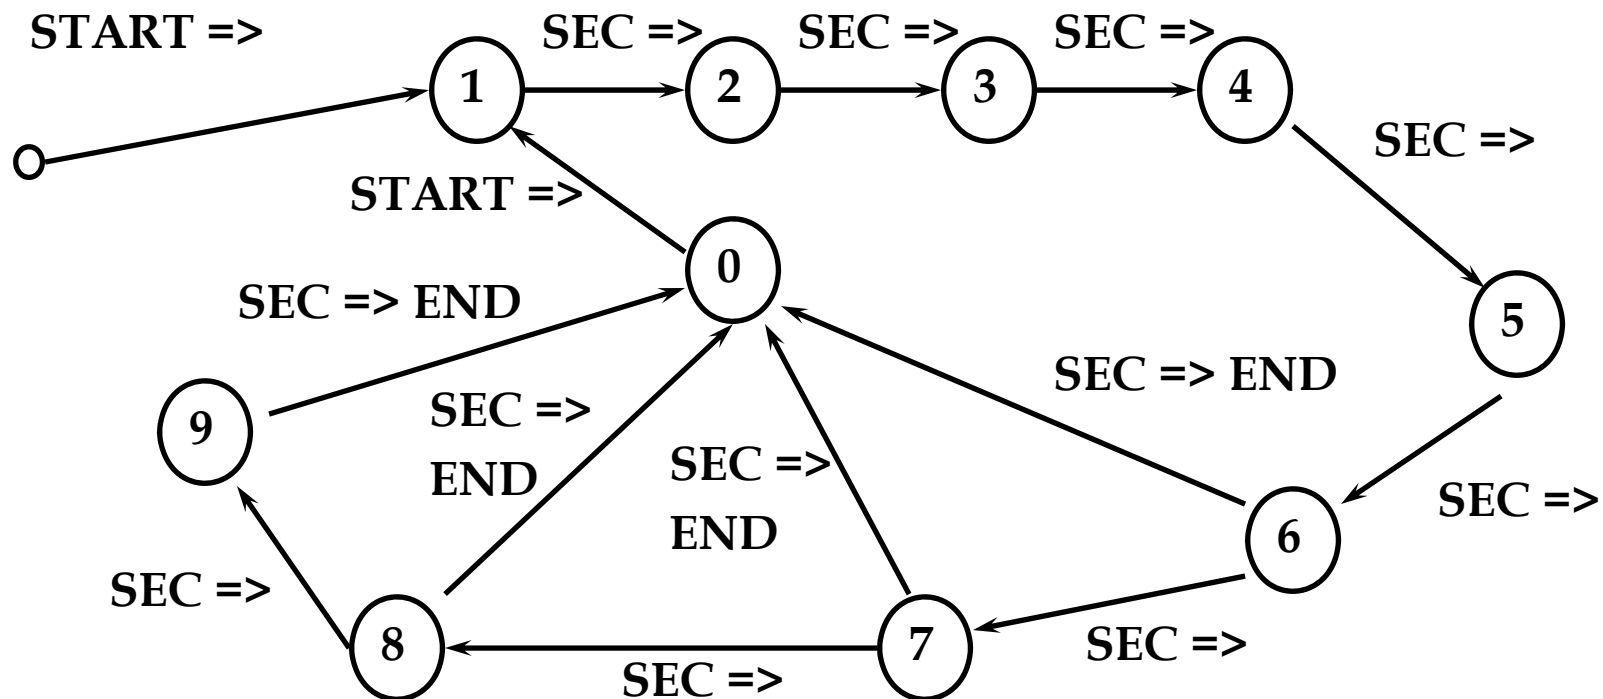 START =>
SEC =>
SEC =>
SEC =>
1
2
3
4
SEC =>
START =>
0
SEC => END
5
SEC => END
SEC =>
END
9
SEC =>
END
SEC =>
6
SEC =>
8
7
SEC =>
SEC =>